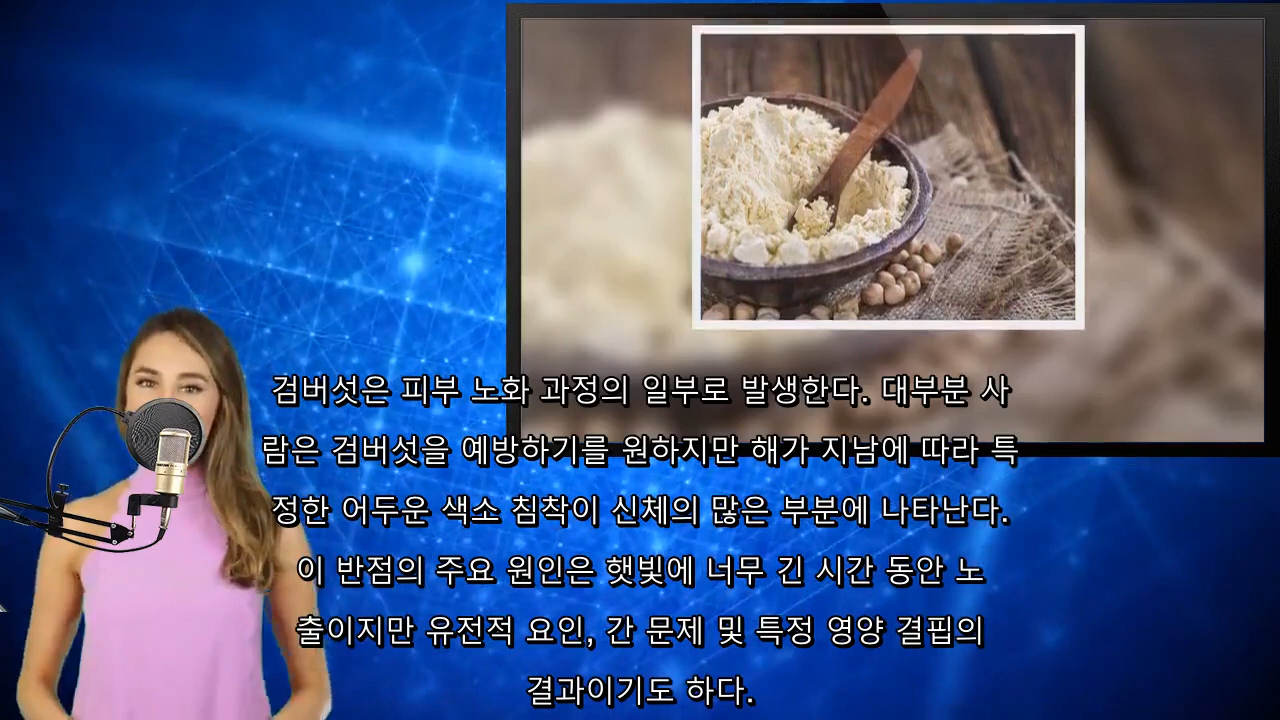 검버섯은 피부 노화 과정의 일부로 발생한다. 대부분 사
람은 검버섯을 예방하기를 원하지만 해가 지남에 따라 특
정한 어두운 색소 침착이 신체의 많은 부분에 나타난다.
이 반점의 주요 원인은 햇빛에 너무 긴 시간 동안 노
출이지만 유전적 요인, 간 문제 및 특정 영양 결핍의
결과이기도 하다.